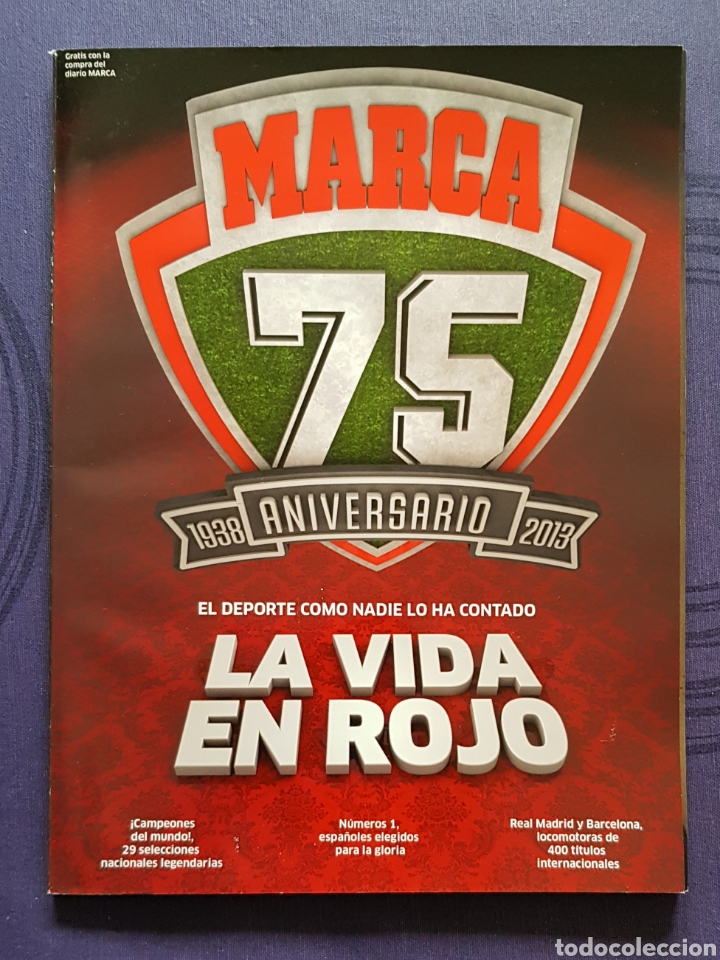 Gratis con la
compra del
diario MARCA
MARCA
75
1938 ANIVERSARIO 2013
EL DEPORTE COMO NADIE LO HA CONTADO
LA VIDA
EN ROJO
¡Campeones
del mundo!,
29 selecciones
nacionales legendarias
Números 1,
españoles elegidos
para la gloria
Real Madrid y Barcelona,
locomotoras de
400 títulos
internacionales
todocoleccion